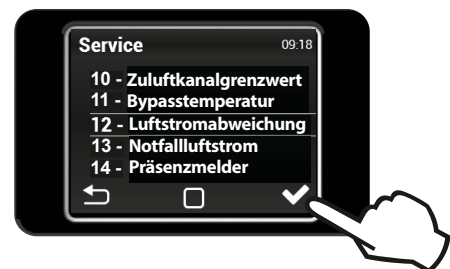 Service 09:18
10 - Zuluftkanalgrenzwert
11 - Bypasstemperatur
12 - Luftstromabweichung
13 - Notfallluftstrom
14 - Präsenzmelder